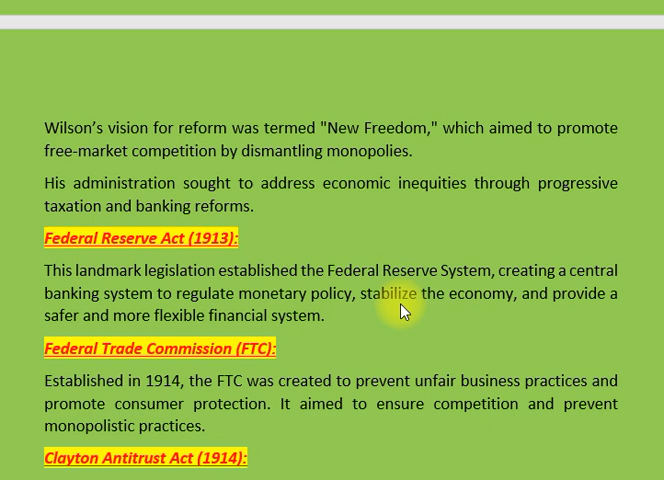 Wilson’s vision for reform was termed "New Freedom," which aimed to promote
free-market competition by dismantling monopolies.
His administration sought to address economic inequities through progressive
taxation and banking reforms.
Federal Reserve Act (1913):
This landmark legislation established the Federal Reserve System, creating a central
banking system to regulate monetary policy, stabilize the economy, and provide a
safer and more flexible financial system.
Federal Trade Commission (FTC):
Established in 1914, the FTC was created to prevent unfair business practices and
promote consumer protection. It aimed to ensure competition and prevent
monopolistic practices.
Clayton Antitrust Act (1914):